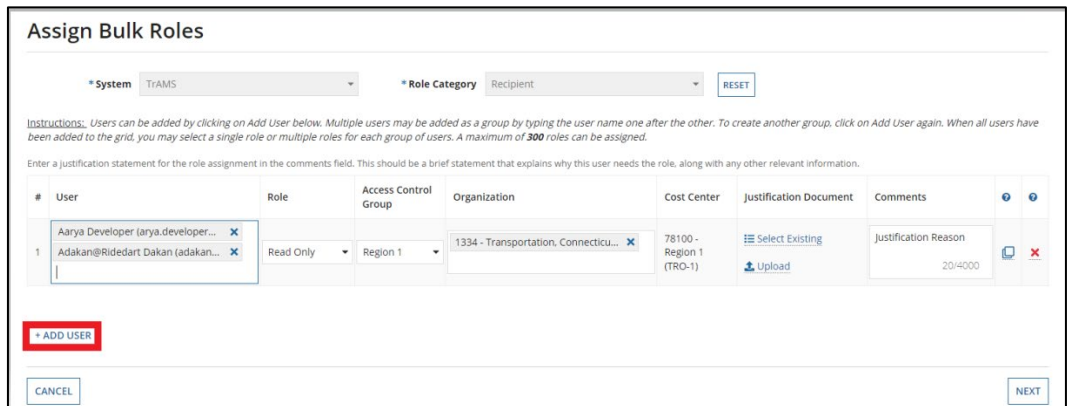 Assign Bulk Roles
* System TrAMS * Role Category Recipient RESET
Instructions: Users can be added by clicking on Add User below. Multiple users may be added as a group by typing the user name one after the other. To create another group, click on Add User again. When all users have
been added to the grid, you may select a single role or multiple roles for each group of users. A maximum of 300 roles can be assigned.
Enter a justification statement for the role assignment in the comments field. This should be a brief statement that explains why this user needs the role, along with any other relevant information.
# User Role Access Control Group Organization Cost Center Justification Document Comments
1 Aarya Developer (arya.developer...
Adakan@Ridedart Dakan (adakan...
Read Only
Region 1
1334 - Transportation, Connecticu...
78100 -
Region 1
(TRO-1)
Select Existing
Upload
Justification Reason
20/4000
+ ADD USER
CANCEL NEXT